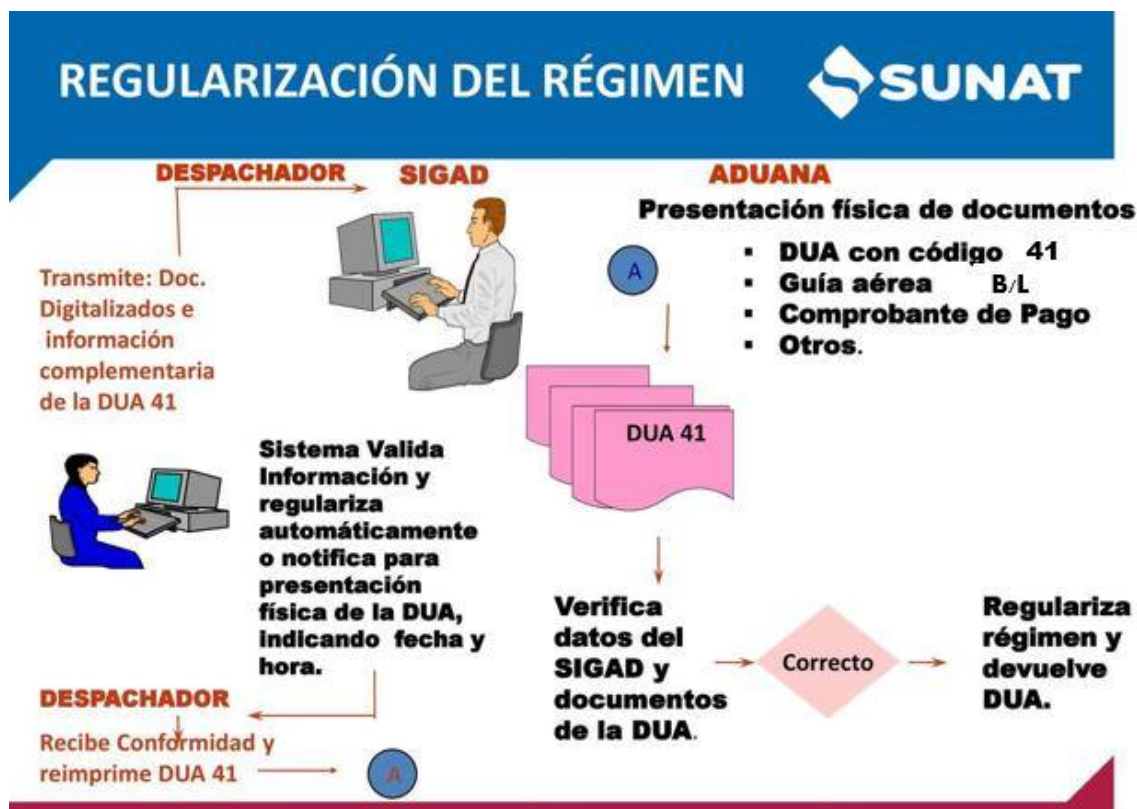 REGULARIZACIÓN DEL RÉGIMEN
SUNAT
DESPACHADOR
SIGAD
ADUANA
Transmite: Doc.
Digitalizados e
información
complementaria
de la DUA 41
Presentación física de documentos
A
▪ DUA con código 41
▪ Guía aérea B/L
▪ Comprobante de Pago
▪ Otros.
DUA 41
Sistema Valida
Información y
regulariza
automáticamente
o notifica para
presentación
física de la DUA,
indicando fecha y
hora.
DESPACHADOR
Recibe Conformidad y
reimprime DUA 41
A
Verifica
datos del
SIGAD y
documentos
de la DUA.
Correcto
Regulariza
régimen y
devuelve
DUA.